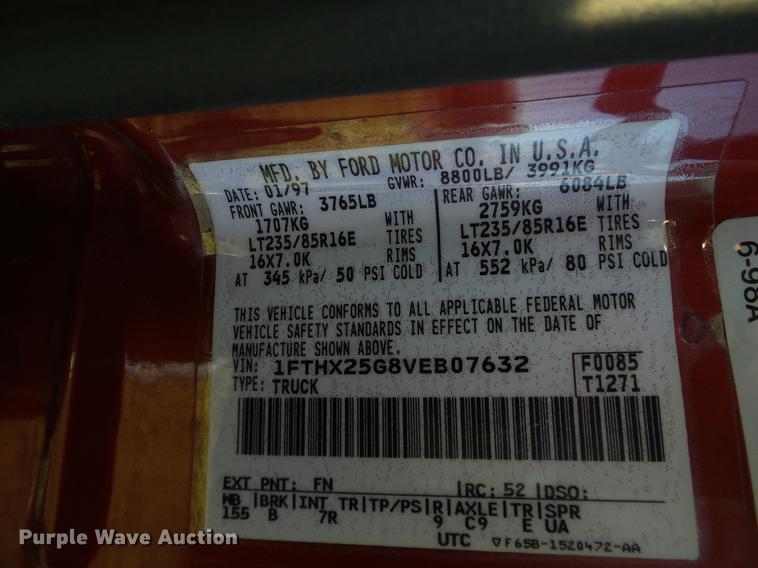 MFD. BY FORD MOTOR CO. IN U.S.A.
DATE: 01/97 GVWR: 8800LB/ 3991KG
FRONT GAWR: 3765LB REAR GAWR: 6084LB
1707KG WITH 2759KG WITH
LT235/85R16E TIRES LT235/85R16E TIRES
16X7.0K RIMS 16X7.0K RIMS
AT 345 kPa/ 50 PSI COLD AT 552 kPa/ 80 PSI COLD
THIS VEHICLE CONFORMS TO ALL APPLICABLE FEDERAL MOTOR
VEHICLE SAFETY STANDARDS IN EFFECT ON THE DATE OF
MANUFACTURE SHOWN ABOVE.
VIN: 1FTHX25G8VEB07632 F0085
TYPE: TRUCK T1271
EXT PNT: FN RC: 52 DSO:
WB BRK INT TR TP/PS R AXLE TR SPR
155 B 7R 9 C9 E UA
UTC ▽F65B-1520472-AA
6-98A
Purple Wave Auction